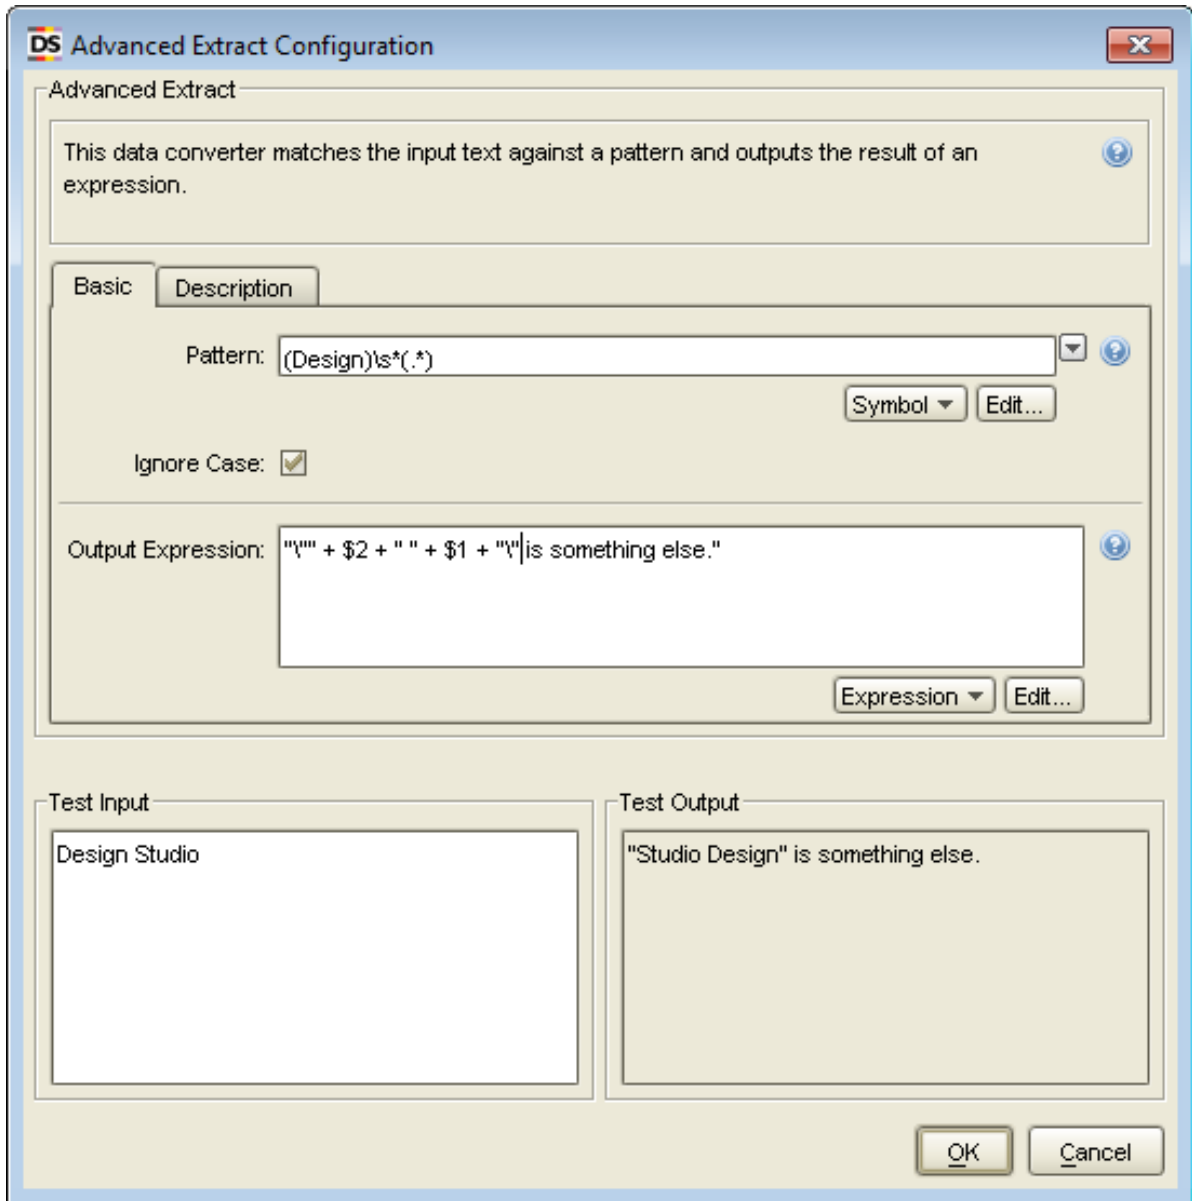 DS Advanced Extract Configuration
Advanced Extract
This data converter matches the input text against a pattern and outputs the result of an
expression.
Basic Description
Pattern: (Design)\s*(.*)
Symbol Edit...
Ignore Case:
Output Expression: "\"" + $2 + " " + $1 + "\" is something else."
Expression Edit...
Test Input Test Output
Design Studio "Studio Design" is something else.
OK Cancel